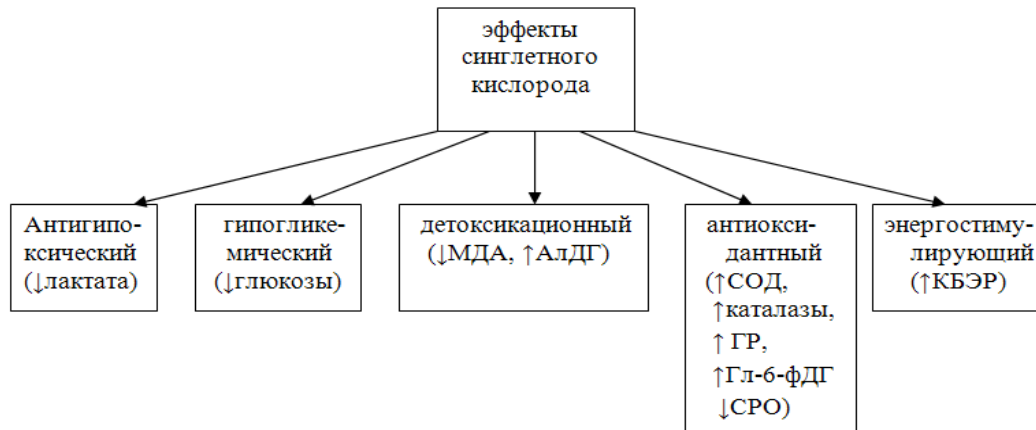 эффекты
синглетного
кислорода
Антигипо-
ксический
(↓лактата)
гипоглике-
мический
(↓глюкозы)
детоксикационный
(↓МДА, ↑АлДГ)
антиокси-
дантный
(↑СОД,
↑каталазы,
↑ ГР,
↑Гл-6-фДГ
↓СРО)
энергостиму-
лирующий
(↑КБЭР)